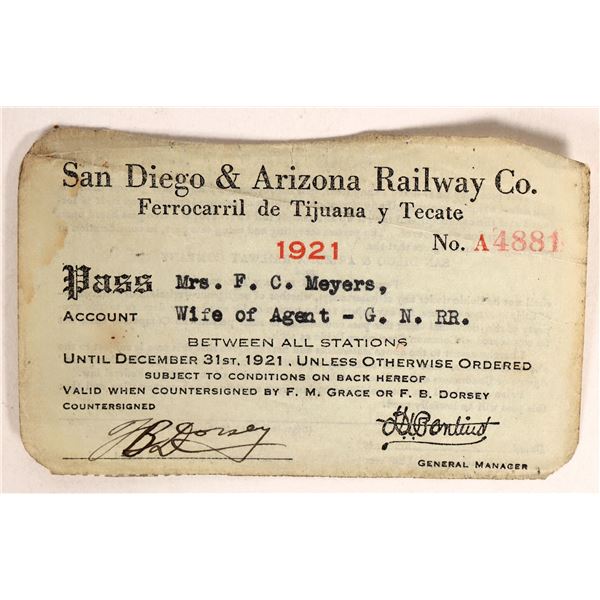 San Diego & Arizona Railway Co.
Ferrocarril de Tijuana y Tecate
1921 No. A4881
Pass Mrs. F. C. Meyers,
ACCOUNT Wife of Agent - G. N. RR.
BETWEEN ALL STATIONS
UNTIL DECEMBER 31ST, 1921, UNLESS OTHERWISE ORDERED
SUBJECT TO CONDITIONS ON BACK HEREOF
VALID WHEN COUNTERSIGNED BY F. M. GRACE OR F. B. DORSEY
COUNTERSIGNED
F B Dorsey
GENERAL MANAGER